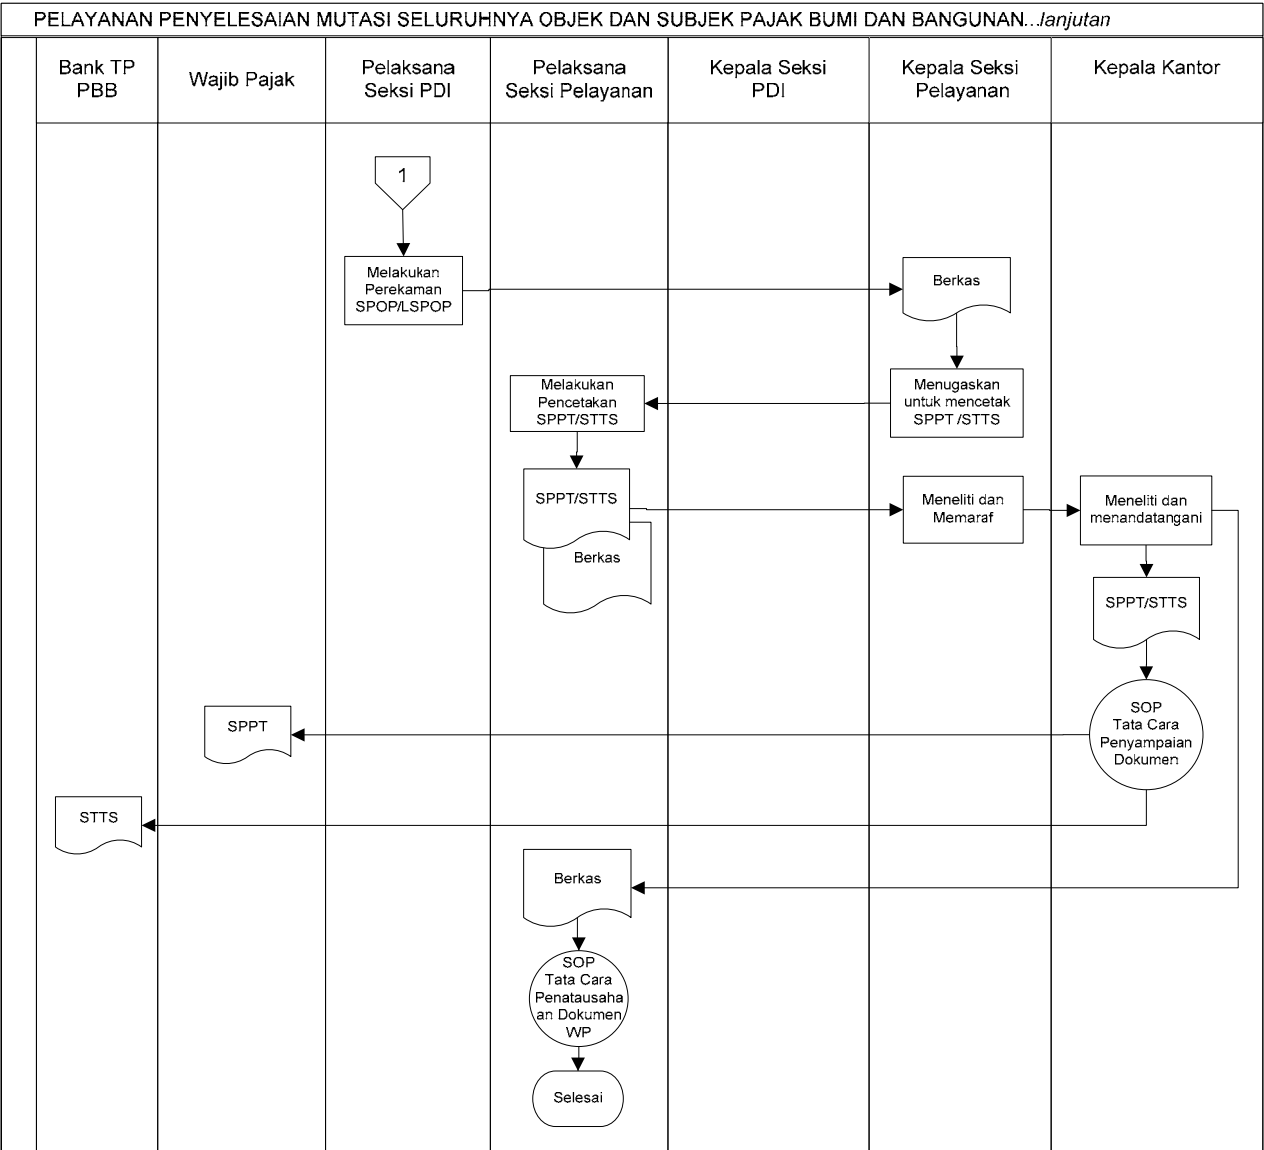 PELAYANAN PENYELESAIAN MUTASI SELURUHNYA OBJEK DAN SUBJEK PAJAK BUMI DAN BANGUNAN...lanjutan
Bank TP
PBB
Wajib Pajak
Pelaksana
Seksi PDI
Pelaksana
Seksi Pelayanan
Kepala Seksi
PDI
Kepala Seksi
Pelayanan
Kepala Kantor
1
Melakukan
Perekaman
SPOP/LSPOP
Berkas
Melakukan
Pencetakan
SPPT/STTS
Menugaskan
untuk mencetak
SPPT /STTS
SPPT/STTS
Berkas
Meneliti dan
Memaraf
Meneliti dan
menandatangani
SPPT/STTS
SPPT
SOP
Tata Cara
Penyampaian
Dokumen
STTS
Berkas
SOP
Tata Cara
Penatausaha
an Dokumen
WP
Selesai